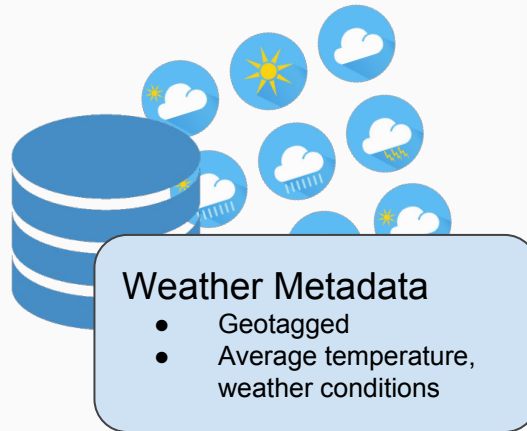 Weather Metadata
● Geotagged
● Average temperature,
weather conditions